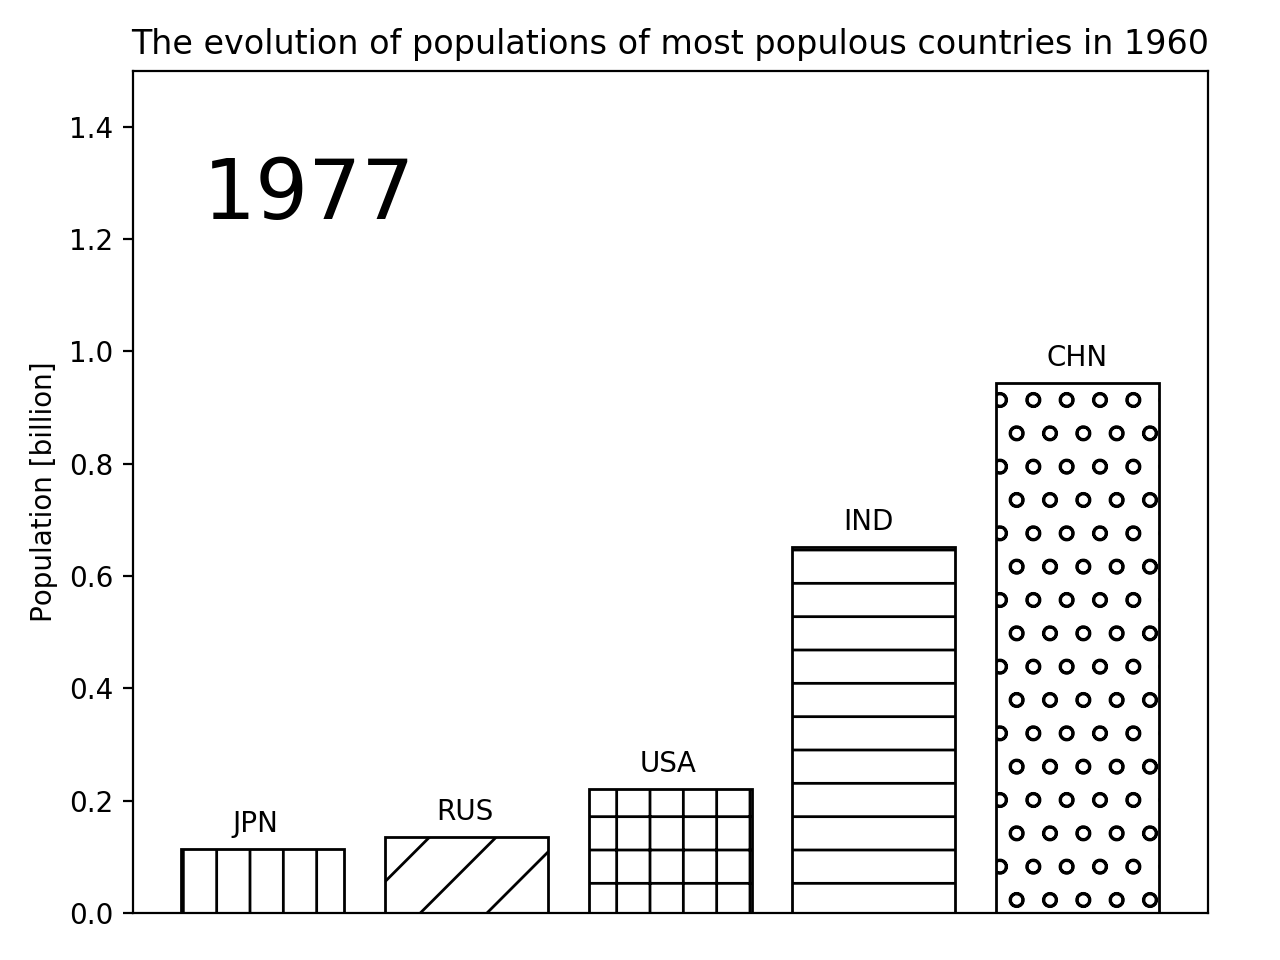 The evolution of populations of most populous countries in 1960
1977
Population [billion]
1.4
1.2
1.0
0.8
0.6
0.4
0.2
0.0
JPN
RUS
USA
IND
CHN